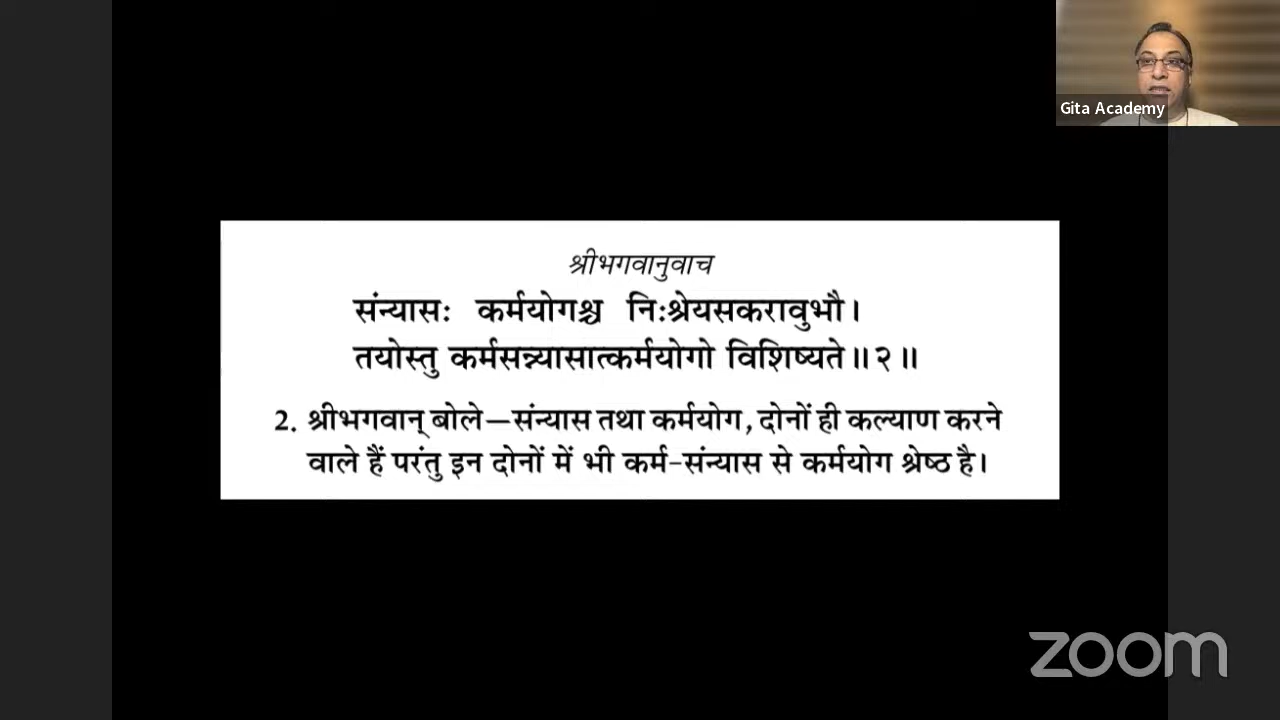 Gita Academy
श्रीभगवानुवाच
संन्यासः कर्मयोगश्च निःश्रेयसकरावुभौ।
तयोस्तु कर्मसन्न्यासात्कर्मयोगो विशिष्यते॥२॥
2. श्रीभगवान् बोले—संन्यास तथा कर्मयोग, दोनों ही कल्याण करने
वाले हैं परंतु इन दोनों में भी कर्म-संन्यास से कर्मयोग श्रेष्ठ है।
zoom